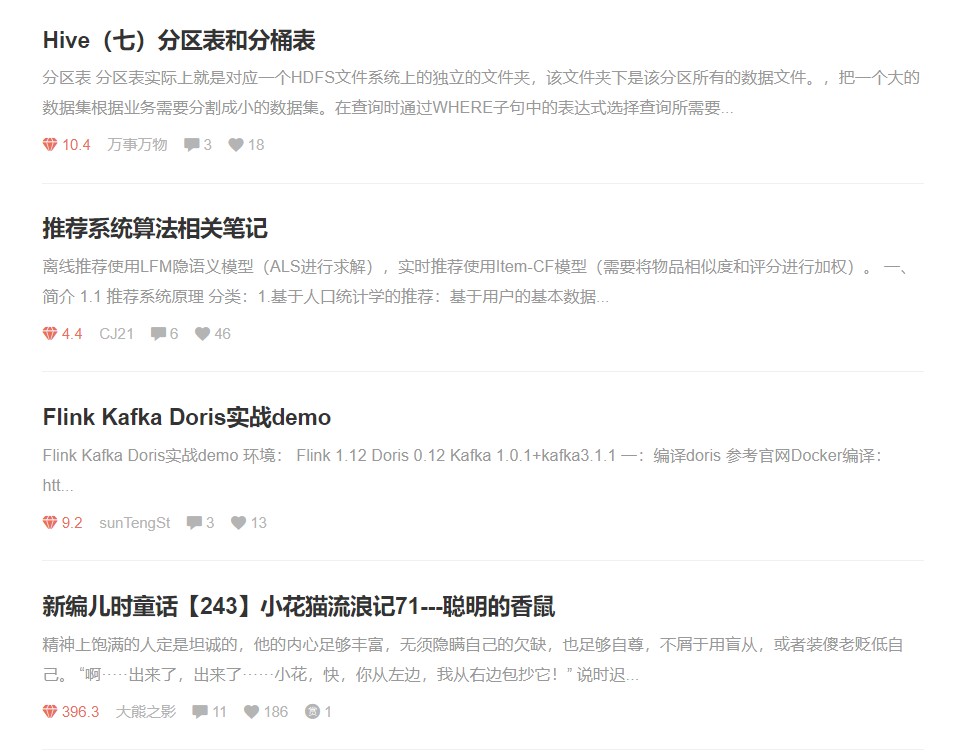 Hive（七）分区表和分桶表
分区表 分区表实际上就是对应一个HDFS文件系统上的独立的文件夹，该文件夹下是该分区所有的数据文件。，把一个大的
数据集根据业务需要分割成小的数据集。在查询时通过WHERE子句中的表达式选择查询所需要...
10.4 万事万物 3 18
推荐系统算法相关笔记
离线推荐使用LFM隐语义模型（ALS进行求解），实时推荐使用Item-CF模型（需要将物品相似度和评分进行加权）。 一、
简介 1.1 推荐系统原理 分类：1.基于人口统计学的推荐：基于用户的基本数据...
4.4 CJ21 6 46
Flink Kafka Doris实战demo
Flink Kafka Doris实战demo 环境： Flink 1.12 Doris 0.12 Kafka 1.0.1+kafka3.1.1 一：编译doris 参考官网Docker编译：
htt...
9.2 sunTengSt 3 13
新编儿时童话【243】小花猫流浪记71---聪明的香鼠
精神上饱满的人定是坦诚的，他的内心足够丰富，无须隐瞒自己的欠缺，也足够自尊，不屑于用盲从，或者装傻老贬低自
己。 “啊·····出来了，出来了······小花，快，你从左边，我从右边包抄它！” 说时迟...
396.3 大熊之影 11 186 赏 1